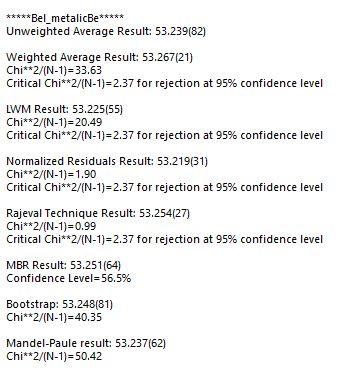 *****BeI_metalicBe*****
Unweighted Average Result: 53.239(82)
Weighted Average Result: 53.267(21)
Chi**2/(N-1)=33.63
Critical Chi**2/(N-1)=2.37 for rejection at 95% confidence level
LWM Result: 53.225(55)
Chi**2/(N-1)=20.49
Critical Chi**2/(N-1)=2.37 for rejection at 95% confidence level
Normalized Residuals Result: 53.219(31)
Chi**2/(N-1)=1.90
Critical Chi**2/(N-1)=2.37 for rejection at 95% confidence level
Rajeval Technique Result: 53.254(27)
Chi**2/(N-1)=0.99
Critical Chi**2/(N-1)=2.37 for rejection at 95% confidence level
MBR Result: 53.251(64)
Confidence Level=56.5%
Bootstrap: 53.248(81)
Chi**2/(N-1)=40.35
Mandel-Paule result: 53.237(62)
Chi**2/(N-1)=50.42